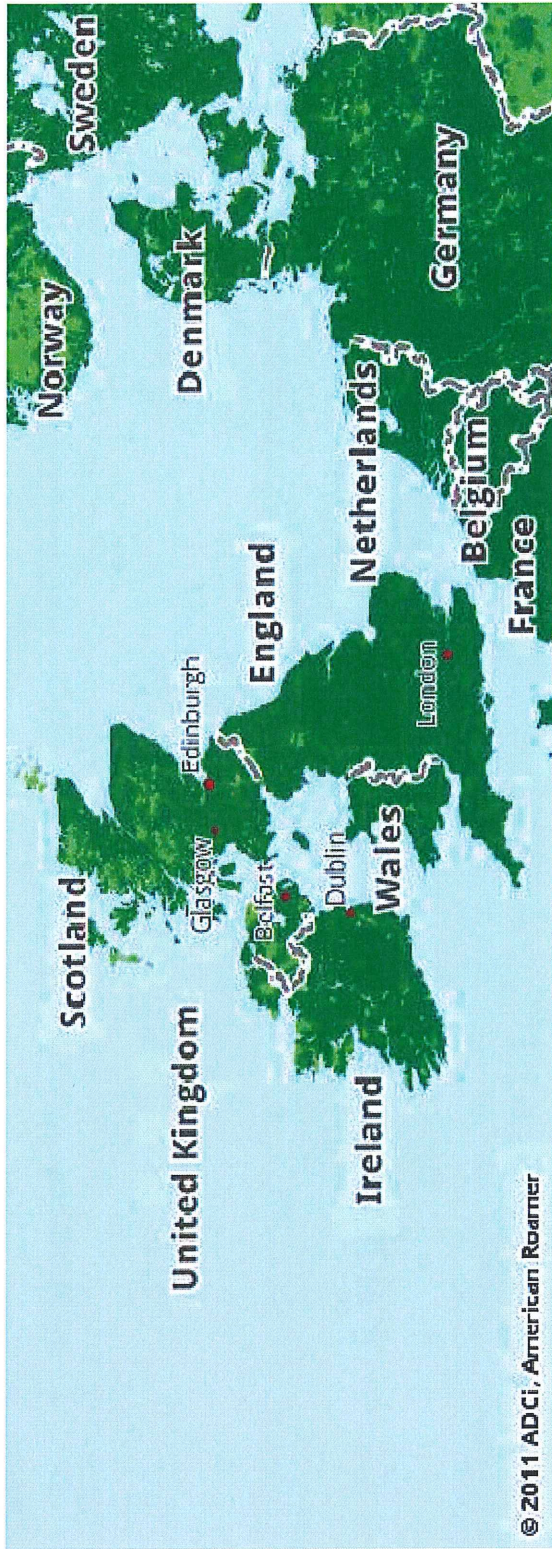 Norway
Sweden
Scotland
United Kingdom
Denmark
Edinburgh
Glasgow
England
Belfast
Dublin
Ireland
Wales
Netherlands
Germany
London
Belgium
France
© 2011 ADCi, American Roamer